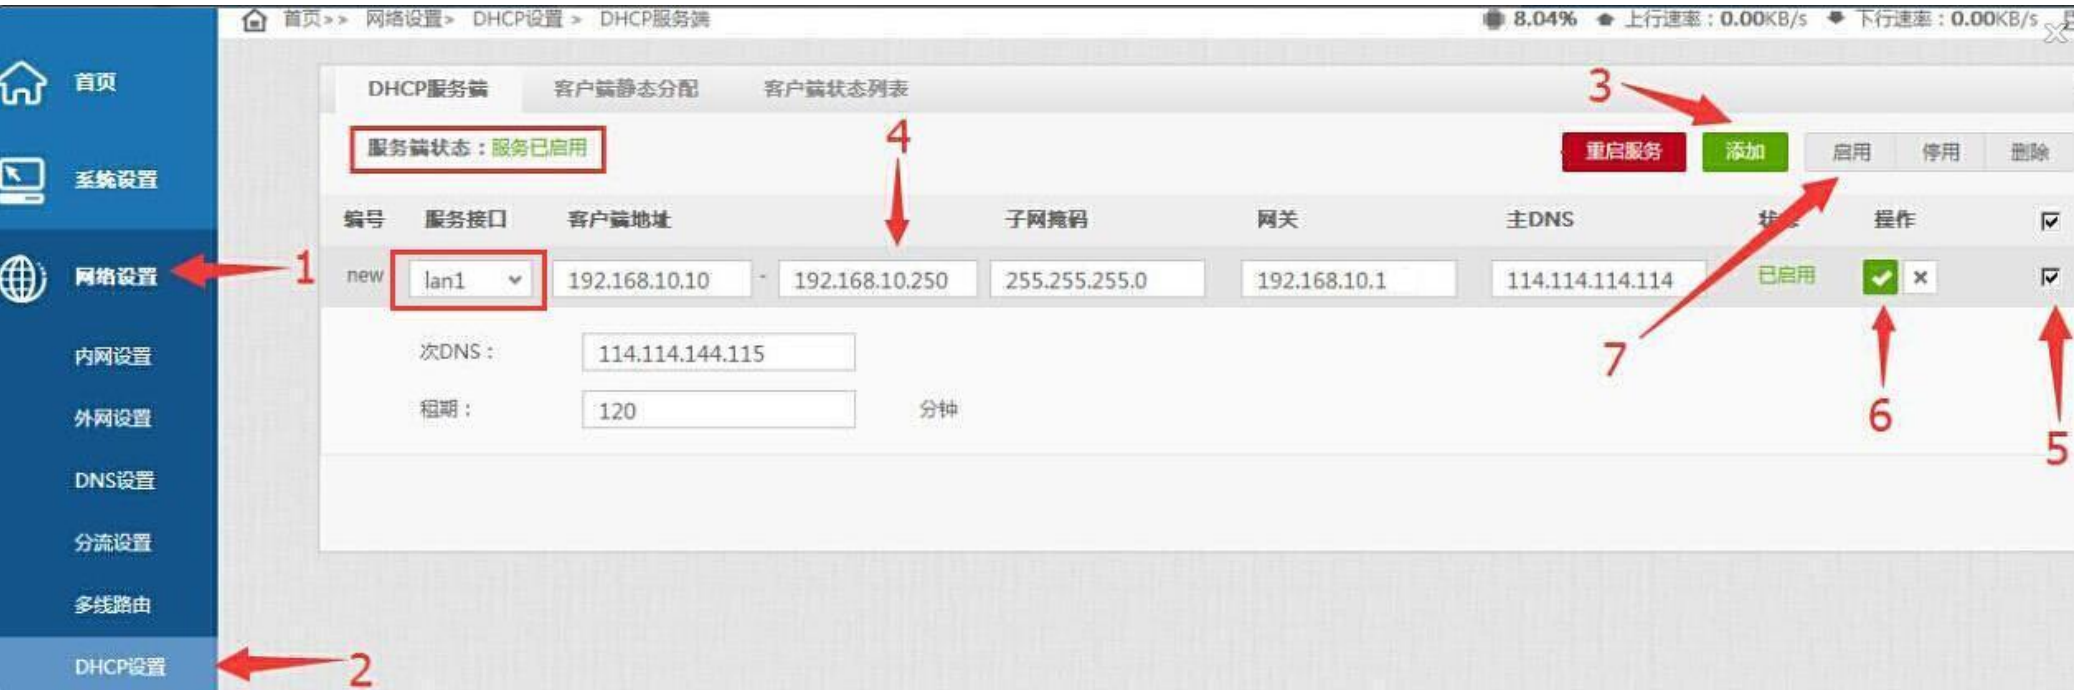 首页>> 网络设置> DHCP设置 > DHCP服务端
8.04% 上行速率：0.00KB/s 下行速率：0.00KB/s
首页
系统设置
网络设置
内网设置
外网设置
DNS设置
分流设置
多线路由
DHCP设置
1
2
DHCP服务端 客户端静态分配 客户端状态列表
3
服务端状态：服务已启用
4
重启服务 添加 启用 停用 删除
编号 服务接口 客户端地址 子网掩码 网关 主DNS 操作
new lan1 192.168.10.10 - 192.168.10.250 255.255.255.0 192.168.10.1 114.114.114.114 已启用
次DNS： 114.114.144.115
租期： 120 分钟
7
6
5